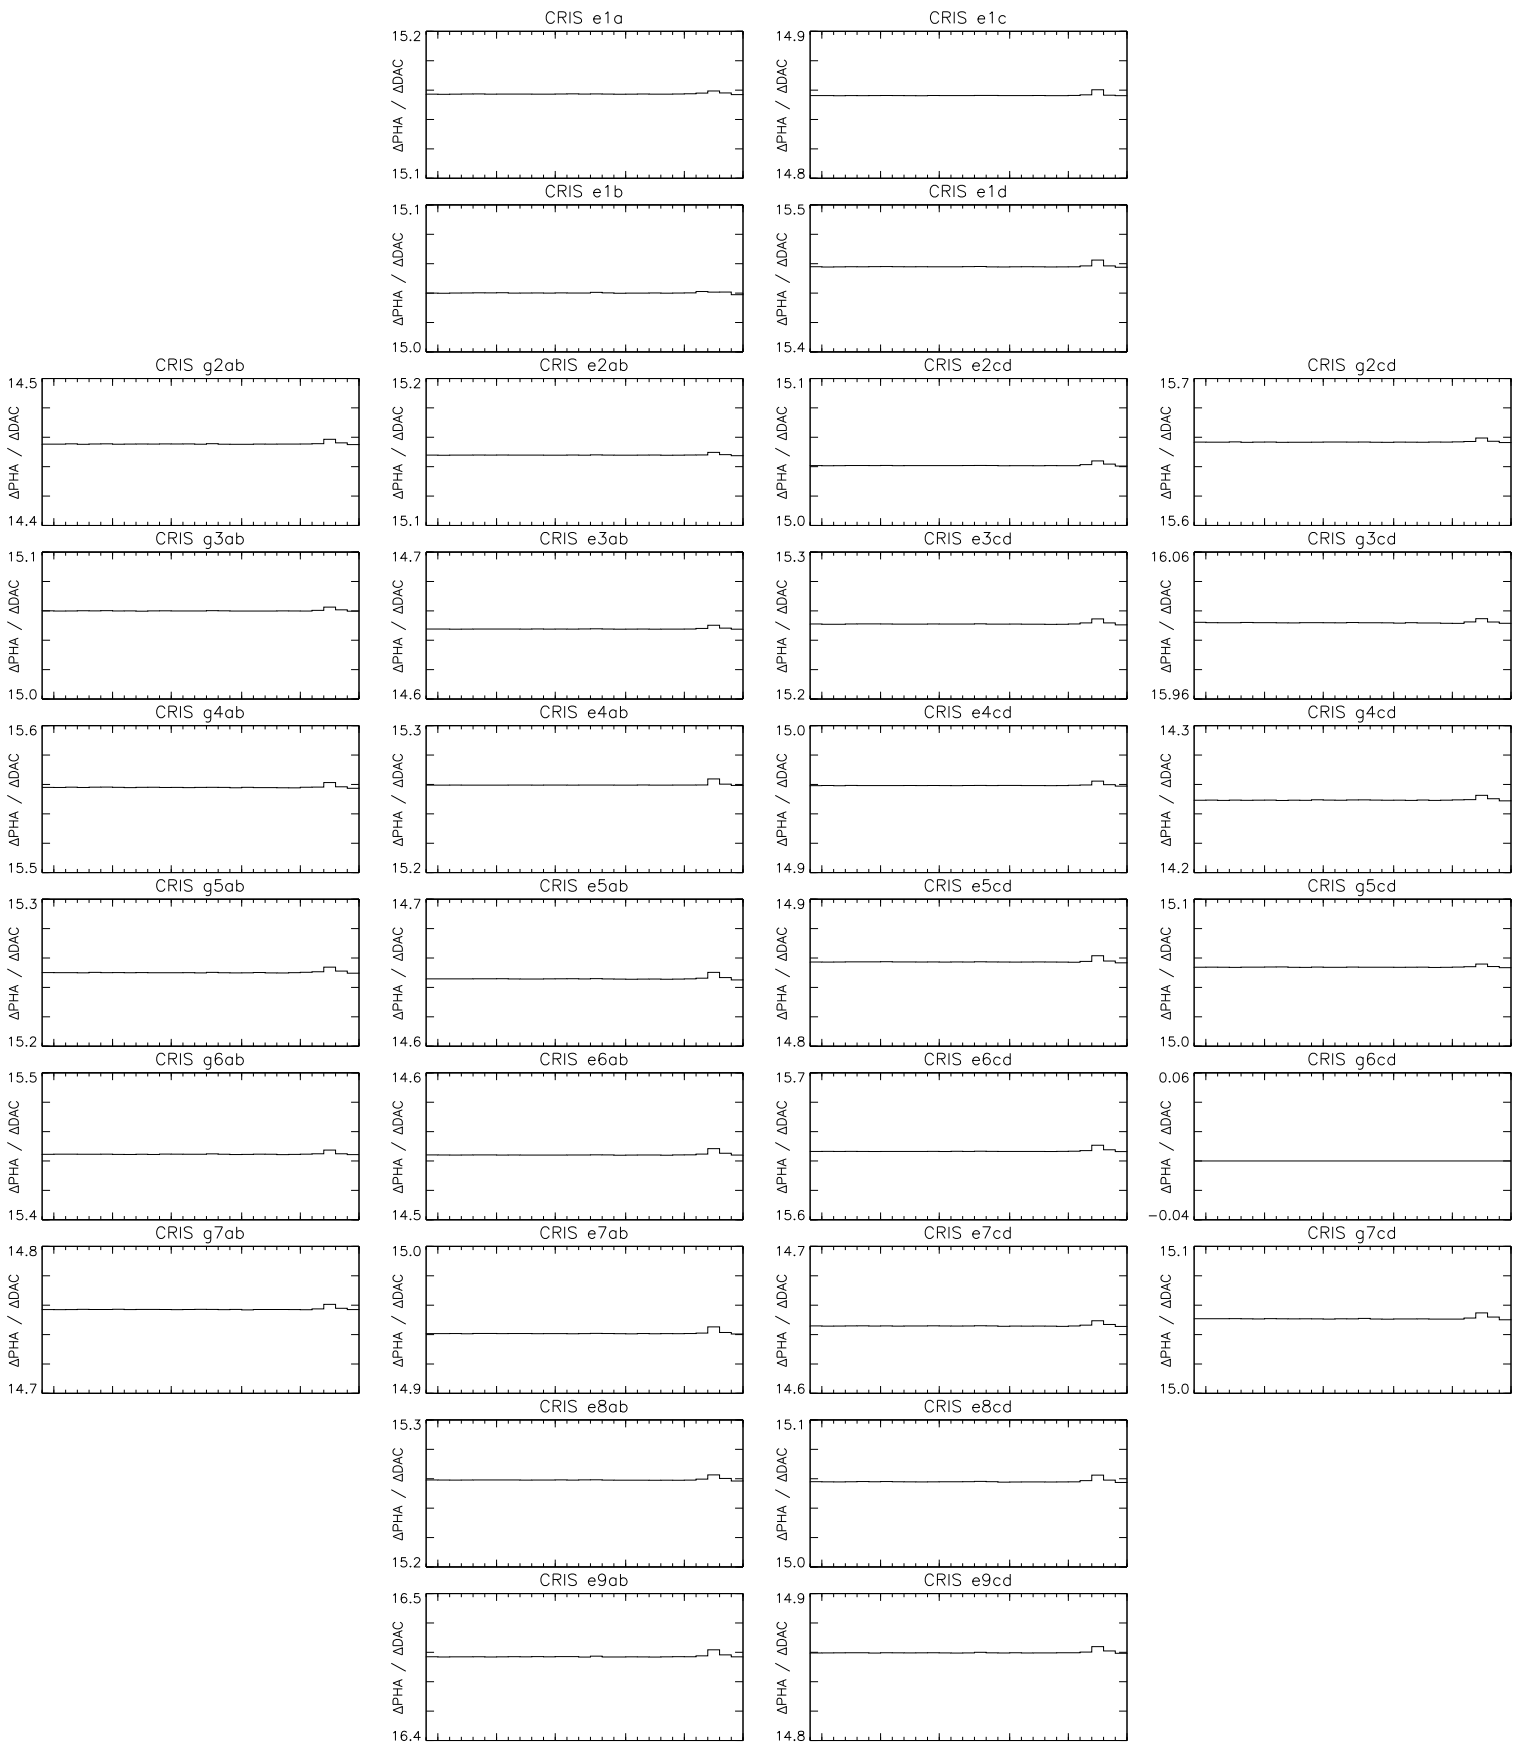 CRIS e1a
15.2
ΔPHA / ΔDAC
15.1
CRIS e1c
14.9
ΔPHA / ΔDAC
14.8
CRIS e1b
15.1
ΔPHA / ΔDAC
15.0
CRIS e1d
15.5
ΔPHA / ΔDAC
15.4
CRIS g2ab
14.5
ΔPHA / ΔDAC
14.4
CRIS e2ab
15.2
ΔPHA / ΔDAC
15.1
CRIS e2cd
15.1
ΔPHA / ΔDAC
15.0
CRIS g2cd
15.7
ΔPHA / ΔDAC
15.6
CRIS g3ab
15.1
ΔPHA / ΔDAC
15.0
CRIS e3ab
14.7
ΔPHA / ΔDAC
14.6
CRIS e3cd
15.3
ΔPHA / ΔDAC
15.2
CRIS g3cd
16.06
ΔPHA / ΔDAC
15.96
CRIS g4ab
15.6
ΔPHA / ΔDAC
15.5
CRIS e4ab
15.3
ΔPHA / ΔDAC
15.2
CRIS e4cd
15.0
ΔPHA / ΔDAC
14.9
CRIS g4cd
14.3
ΔPHA / ΔDAC
14.2
CRIS g5ab
15.3
ΔPHA / ΔDAC
15.2
CRIS e5ab
14.7
ΔPHA / ΔDAC
14.6
CRIS e5cd
14.9
ΔPHA / ΔDAC
14.8
CRIS g5cd
15.1
ΔPHA / ΔDAC
15.0
CRIS g6ab
15.5
ΔPHA / ΔDAC
15.4
CRIS e6ab
14.6
ΔPHA / ΔDAC
14.5
CRIS e6cd
15.7
ΔPHA / ΔDAC
15.6
CRIS g6cd
0.06
ΔPHA / ΔDAC
−0.04
CRIS g7ab
14.8
ΔPHA / ΔDAC
14.7
CRIS e7ab
15.0
ΔPHA / ΔDAC
14.9
CRIS e7cd
14.7
ΔPHA / ΔDAC
14.6
CRIS g7cd
15.1
ΔPHA / ΔDAC
15.0
CRIS e8ab
15.3
ΔPHA / ΔDAC
15.2
CRIS e8cd
15.1
ΔPHA / ΔDAC
15.0
CRIS e9ab
16.5
ΔPHA / ΔDAC
16.4
CRIS e9cd
14.9
ΔPHA / ΔDAC
14.8